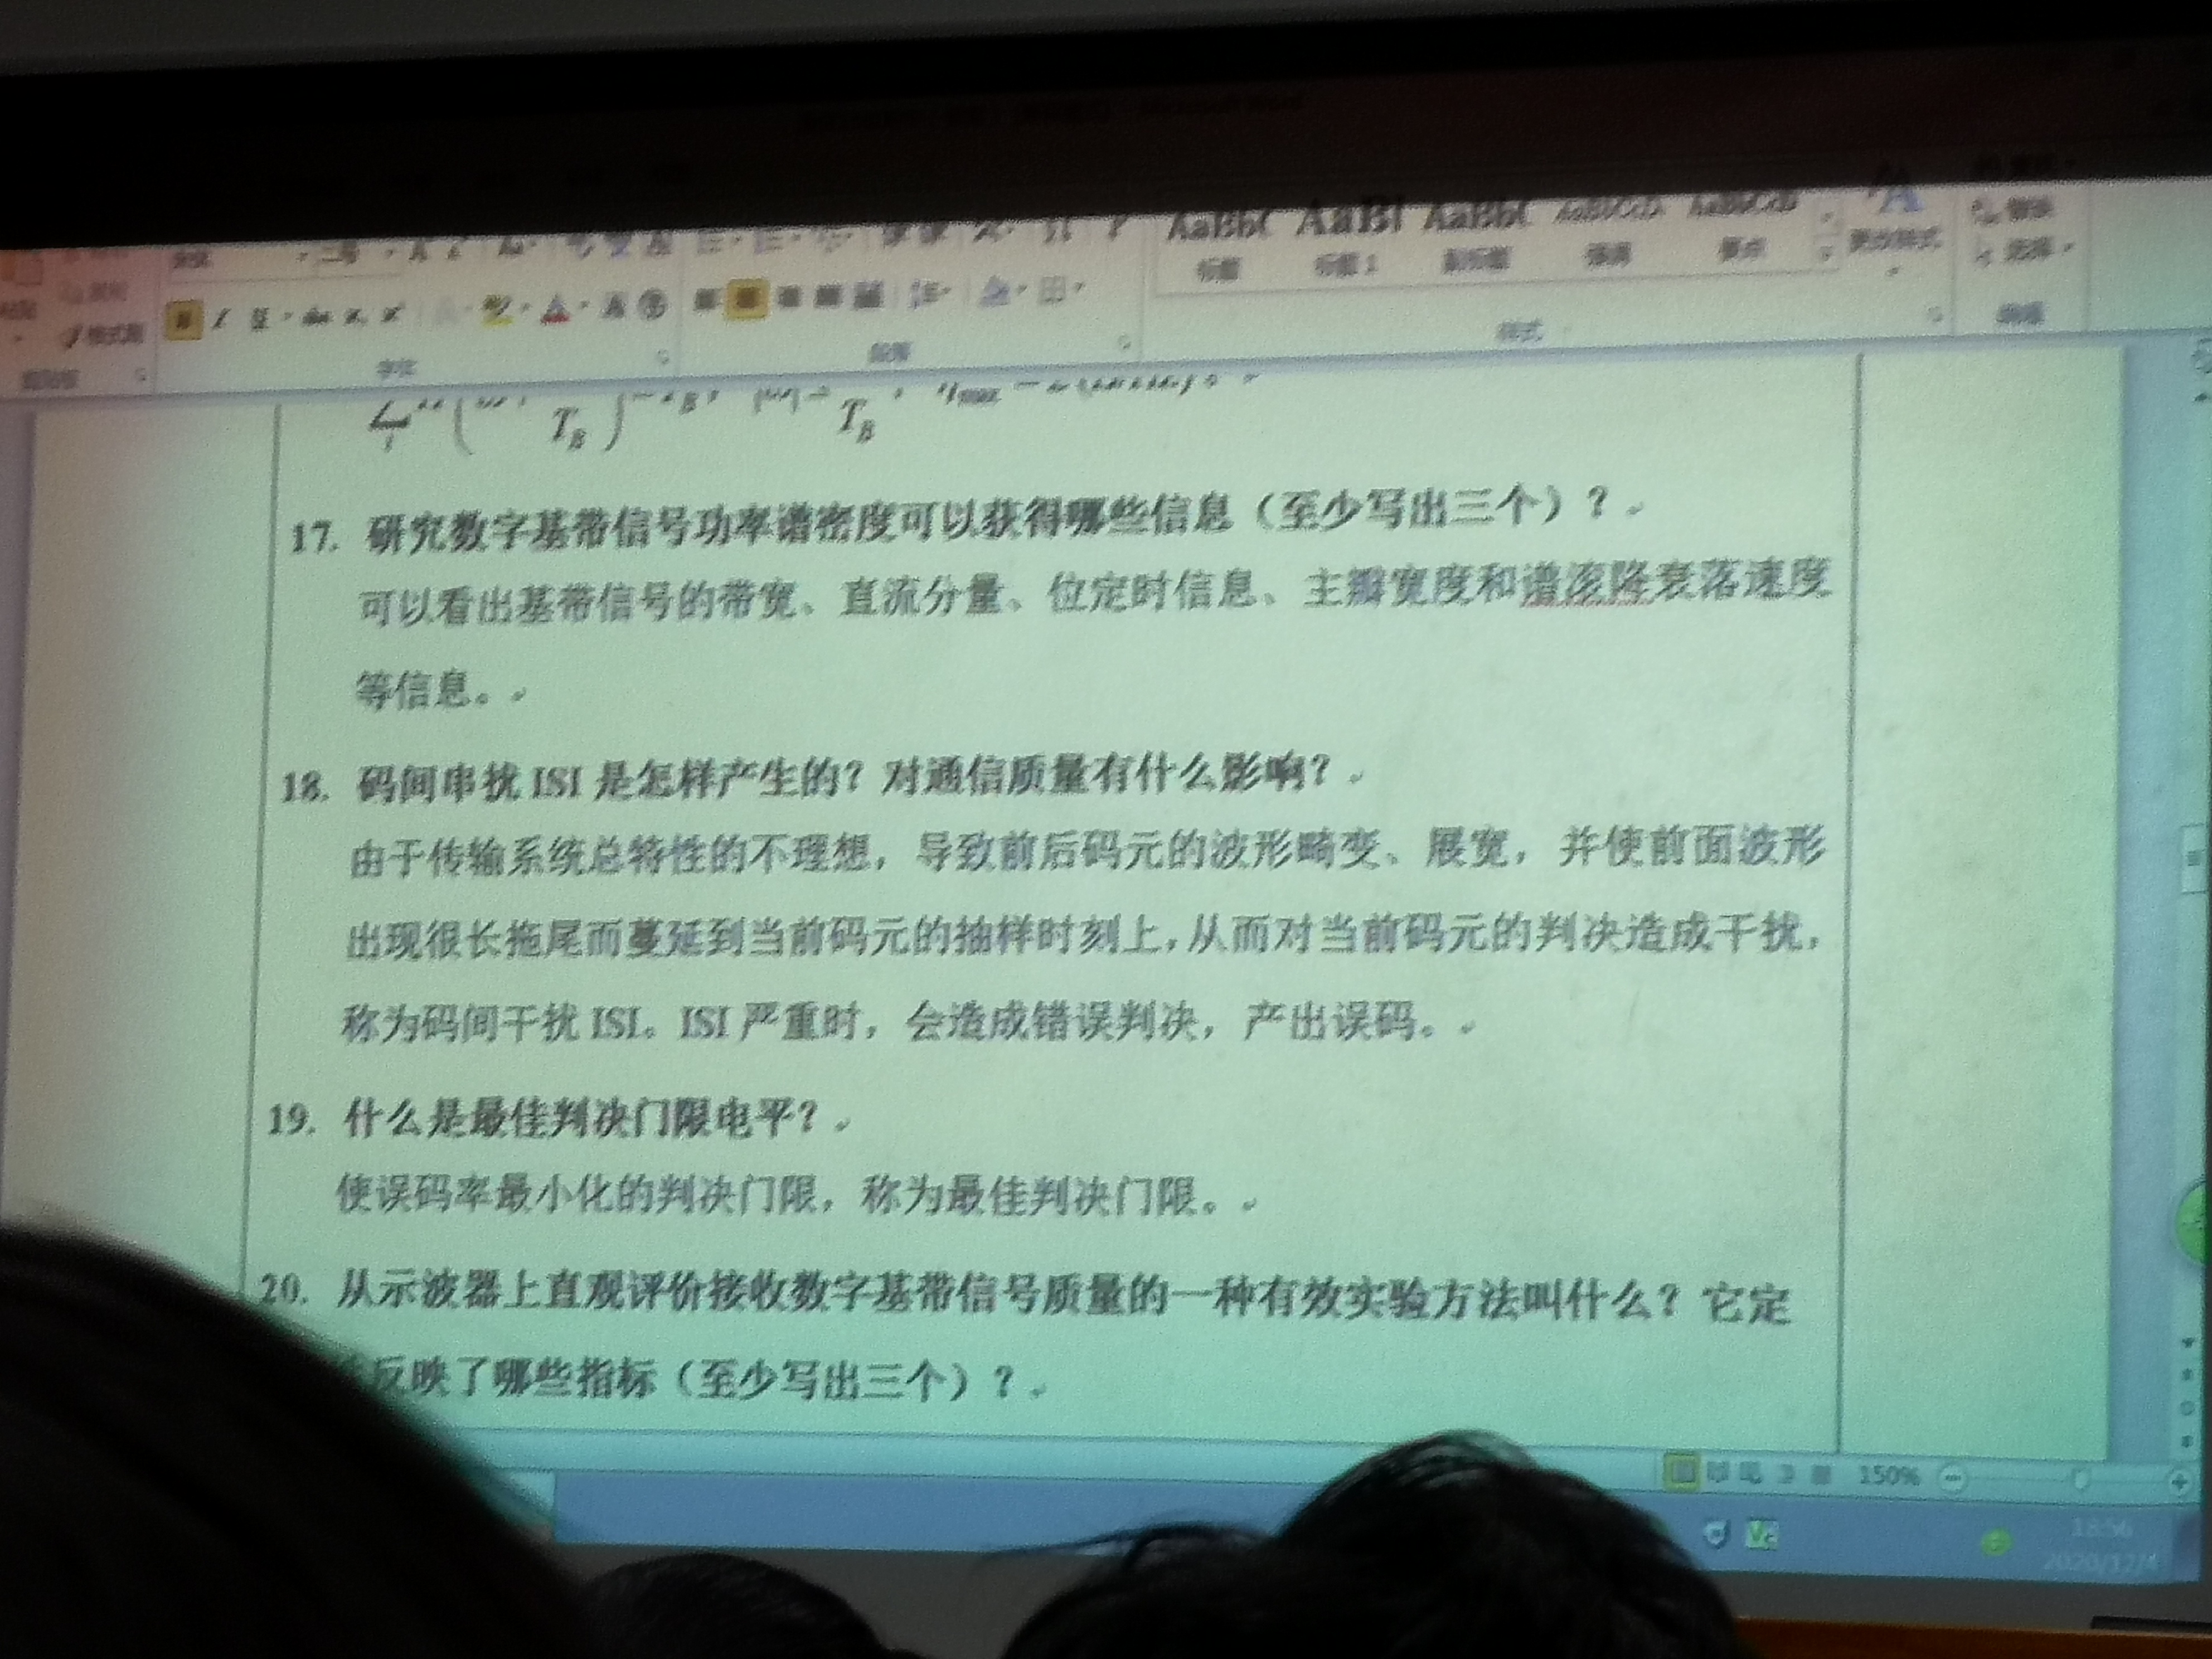 AaBbC AaBl AaBbC AaBbCcD AaBbCcD
标题 标题 1 副标题 强调 要点 更改样式
替换
选择
格式刷
剪贴板 字体 段落 样式 编辑
17. 研究数字基带信号功率谱密度可以获得哪些信息（至少写出三个）？
可以看出基带信号的带宽、直流分量、位定时信息、主瓣宽度和谱滚降衰落速度
等信息。
18. 码间串扰 ISI 是怎样产生的？对通信质量有什么影响？
由于传输系统总特性的不理想，导致前后码元的波形畸变、展宽，并使前面波形
出现很长拖尾而蔓延到当前码元的抽样时刻上，从而对当前码元的判决造成干扰，
称为码间干扰 ISI。ISI 严重时，会造成错误判决，产出误码。
19. 什么是最佳判决门限电平？
使误码率最小化的判决门限，称为最佳判决门限。
20. 从示波器上直观评价接收数字基带信号质量的一种有效实验方法叫什么？它定
反映了哪些指标（至少写出三个）？
150%
18:56